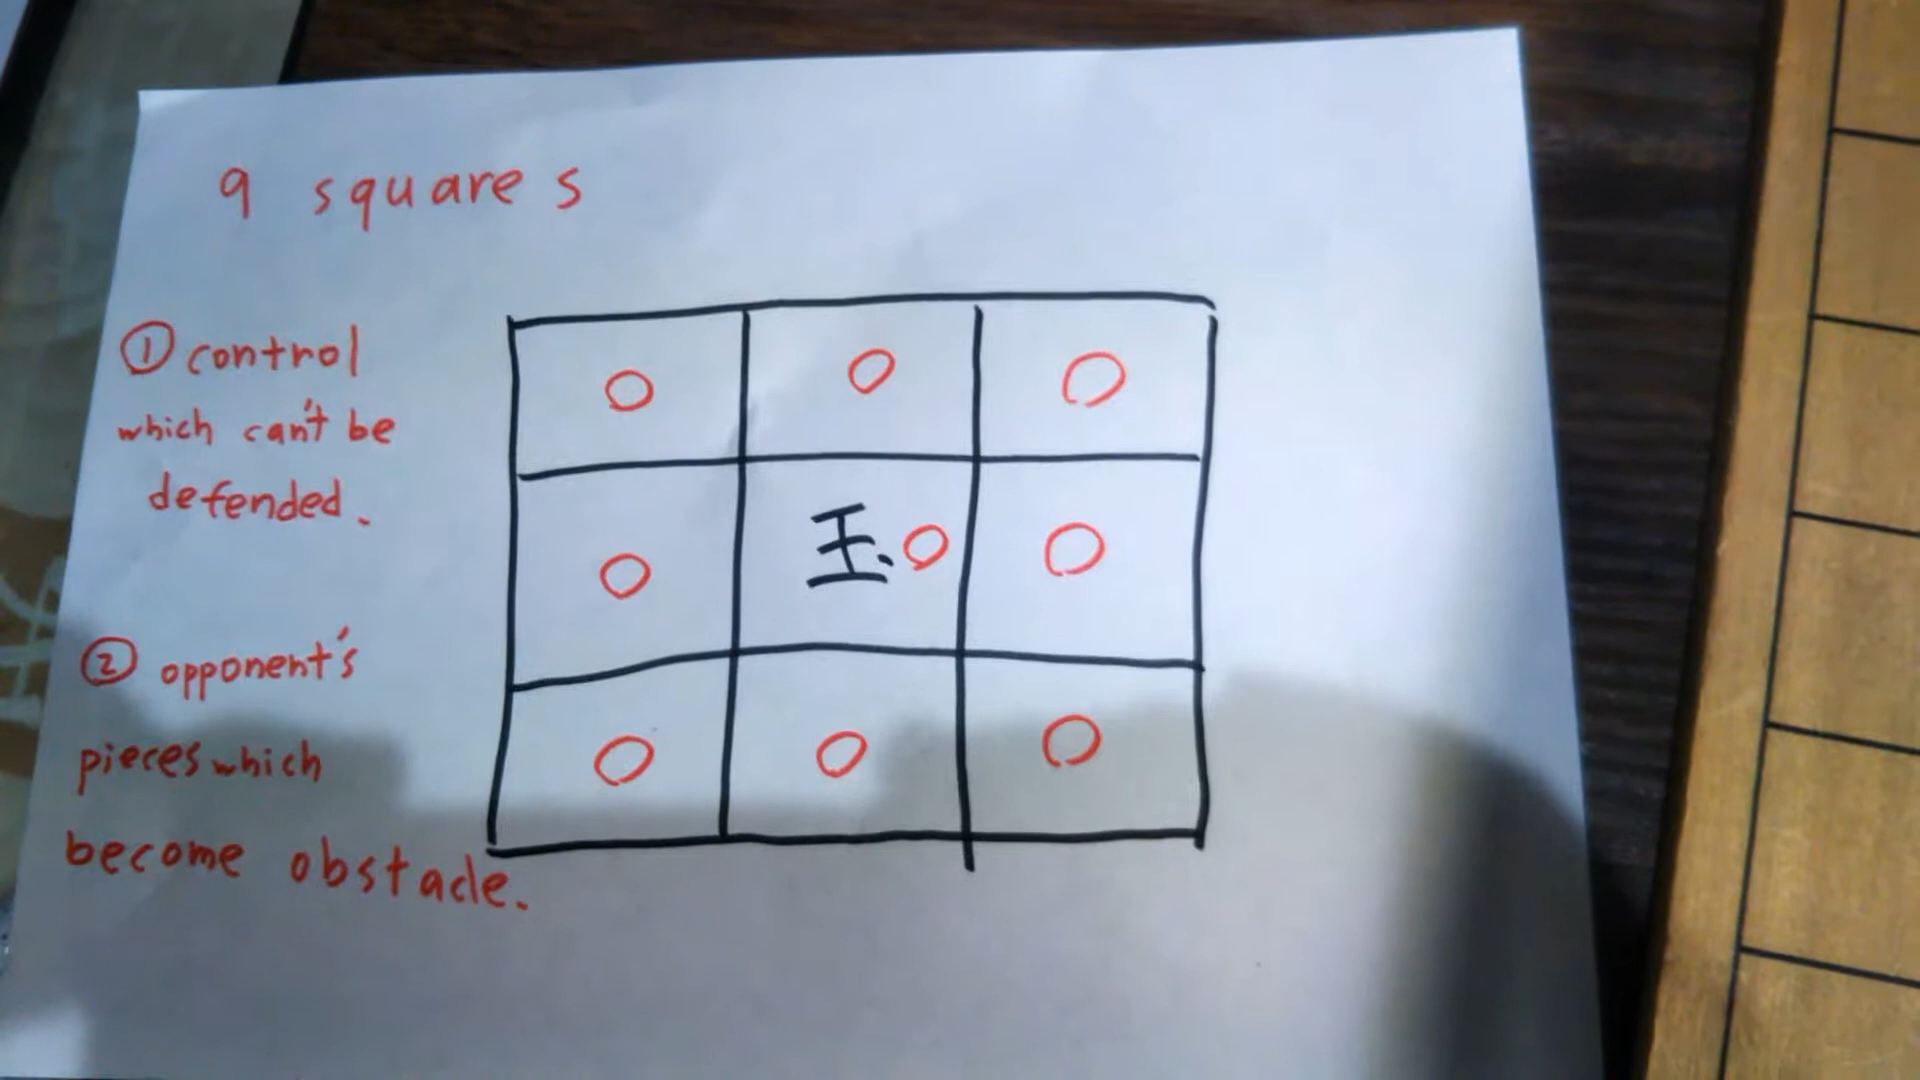 9 squares
① control
which can't be
defended.
② opponent's
pieces which
become obstacle.
玉